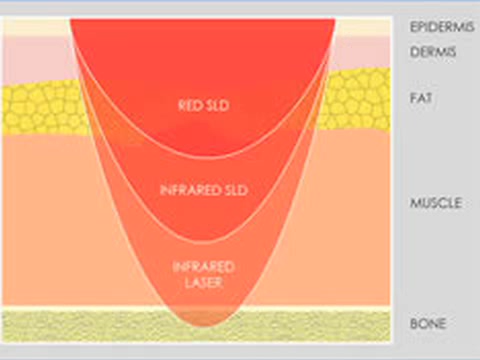 EPIDERMIS
DERMIS
FAT
RED SLD
INFRARED SLD
MUSCLE
INFRARED
LASER
BONE